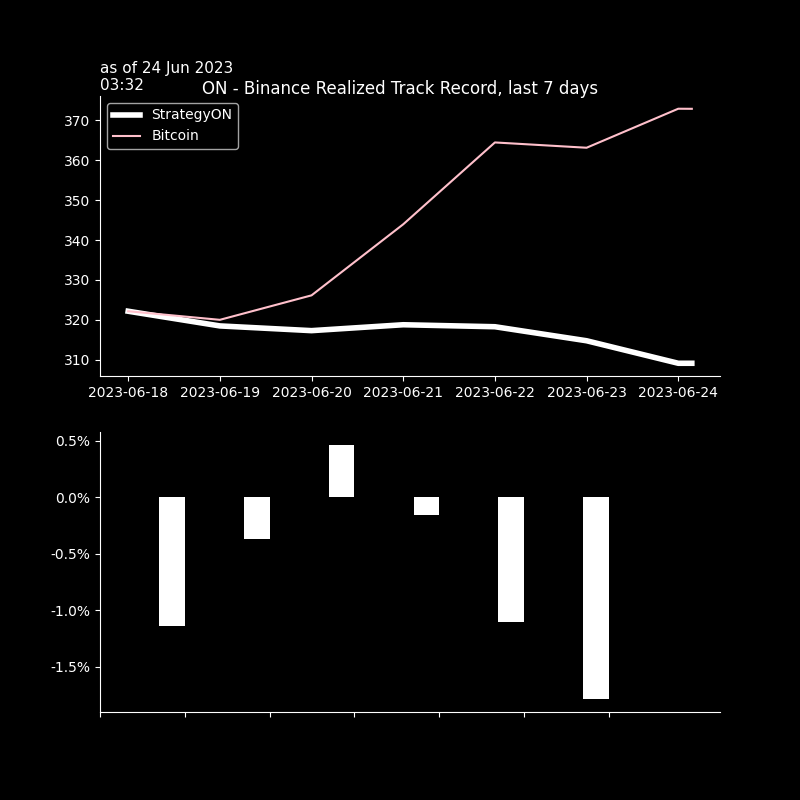 as of 24 Jun 2023
03:32
ON - Binance Realized Track Record, last 7 days
StrategyON
Bitcoin
370
360
350
340
330
320
310
2023-06-18 2023-06-19 2023-06-20 2023-06-21 2023-06-22 2023-06-23 2023-06-24
0.5%
0.0%
-0.5%
-1.0%
-1.5%